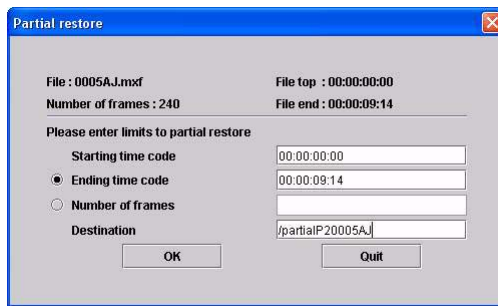 Partial restore
File : 0005AJ.mxf File top : 00:00:00:00
Number of frames : 240 File end : 00:00:09:14
Please enter limits to partial restore
Starting time code 00:00:00:00
Ending time code 00:00:09:14
Number of frames
Destination /partialP20005AJ
OK Quit